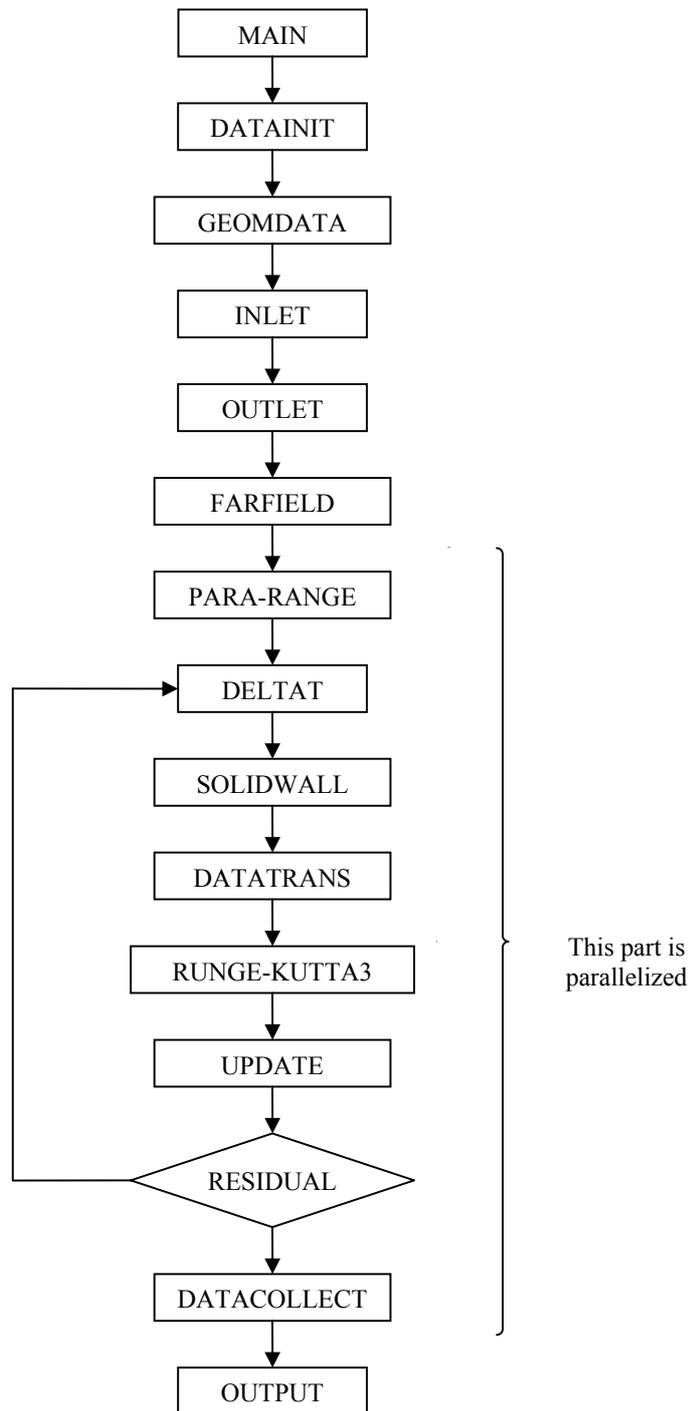 MAIN
DATAINIT
GEOMDATA
INLET
OUTLET
FARFIELD
PARA-RANGE
DELTAT
SOLIDWALL
DATATRANS
RUNGE-KUTTA3
UPDATE
RESIDUAL
DATACOLLECT
OUTPUT
This part is
parallelized